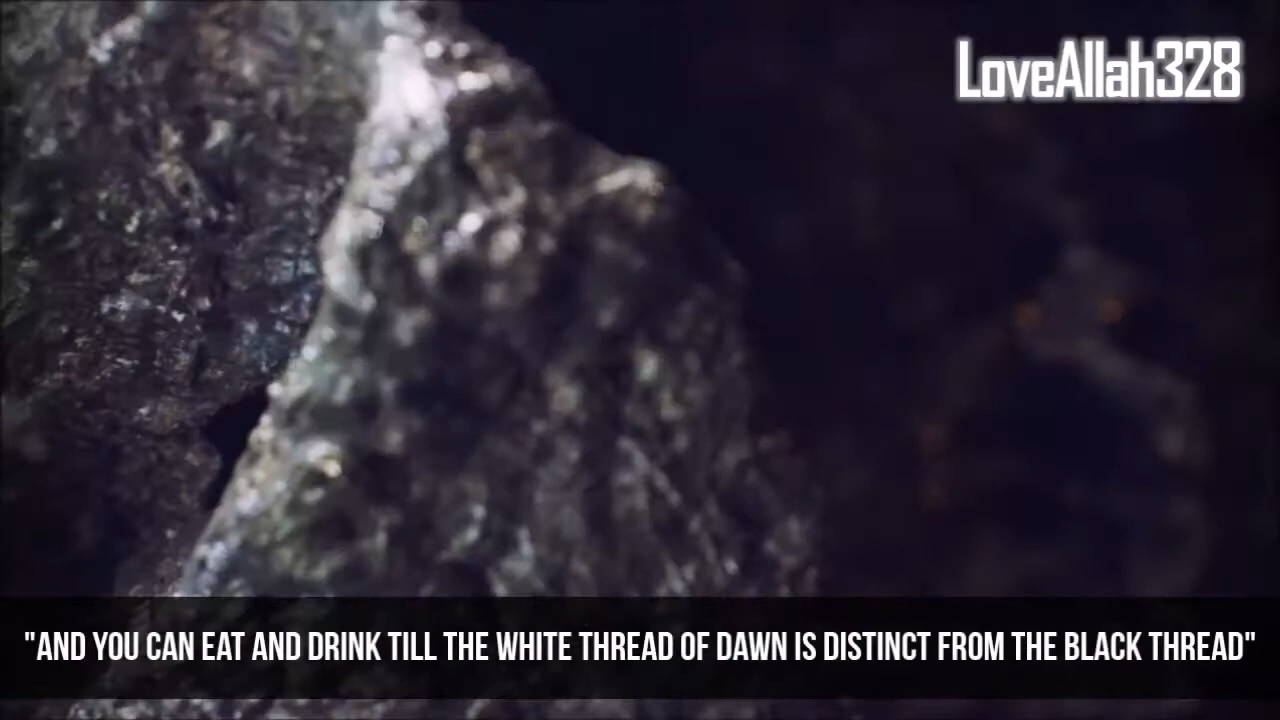 LoveAllah328
"AND YOU CAN EAT AND DRINK TILL THE WHITE THREAD OF DAWN IS DISTINCT FROM THE BLACK THREAD"